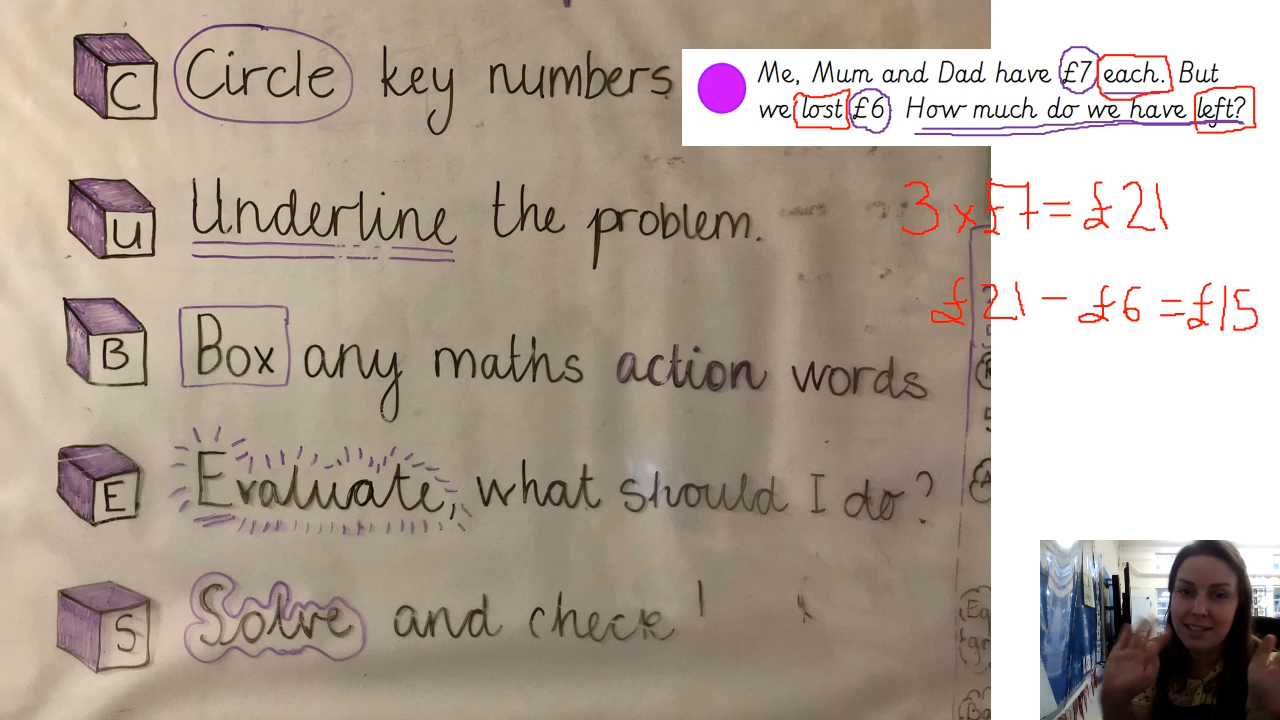 C Circle key numbers
U Underline the problem.
B Box any maths action words
E Evaluate, what should I do?
S Solve and check!
Me, Mum and Dad have £7 each. But
we lost £6 How much do we have left?
3 x £7 = £21
£21 - £6 = £15